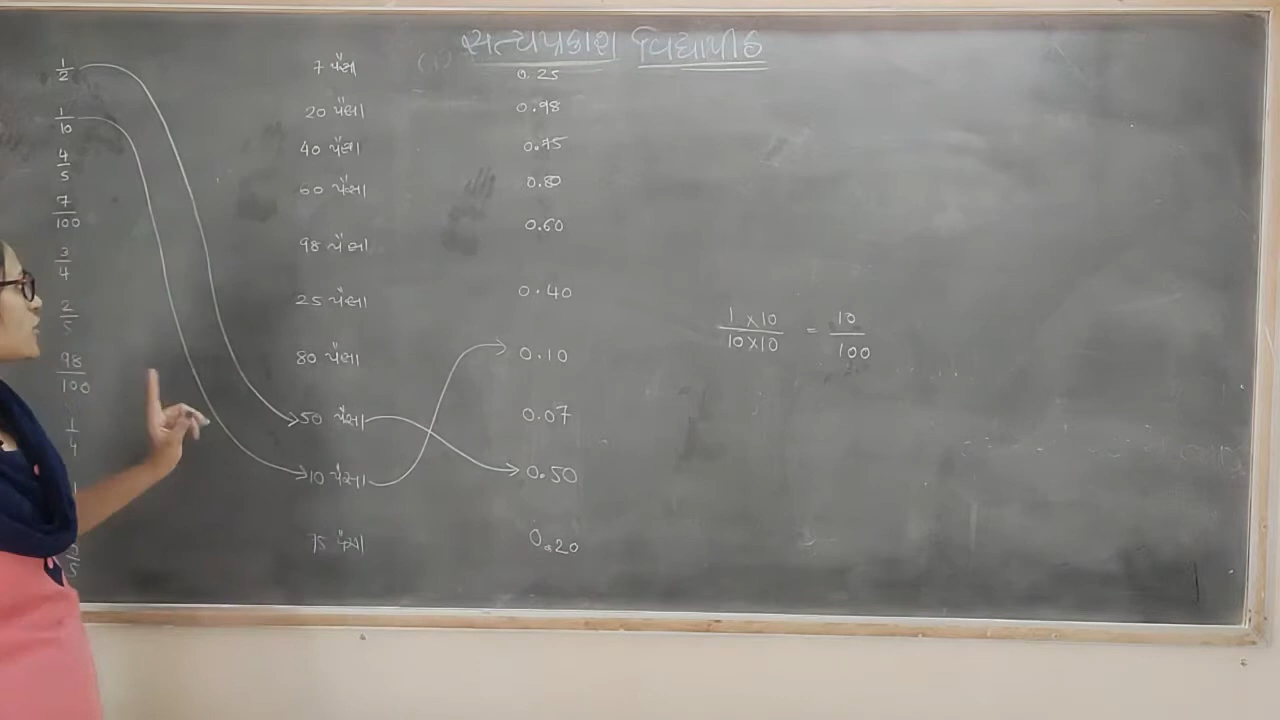 સત્યપ્રકાશ વિદ્યાપીઠ
1/2 7 પૈસા 0.25
1/10 20 પૈસા 0.98
4/5 40 પૈસા 0.75
7/100 60 પૈસા 0.80
3/4 98 પૈસા 0.60
2/5 25 પૈસા 0.40
98/100 80 પૈસા 0.10
1/4 50 પૈસા 0.07
10 પૈસા 0.50
75 પૈસા 0.20
1 x 10 / 10 x 10 = 10 / 100